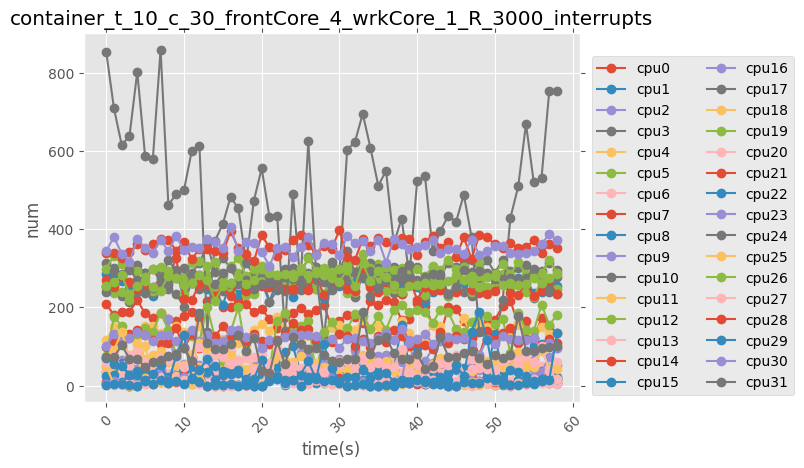 container_t_10_c_30_frontCore_4_wrkCore_1_R_3000_interrupts
800
600
400
200
0
num
0
10
20
30
40
50
60
time(s)
cpu0
cpu1
cpu2
cpu3
cpu4
cpu5
cpu6
cpu7
cpu8
cpu9
cpu10
cpu11
cpu12
cpu13
cpu14
cpu15
cpu16
cpu17
cpu18
cpu19
cpu20
cpu21
cpu22
cpu23
cpu24
cpu25
cpu26
cpu27
cpu28
cpu29
cpu30
cpu31